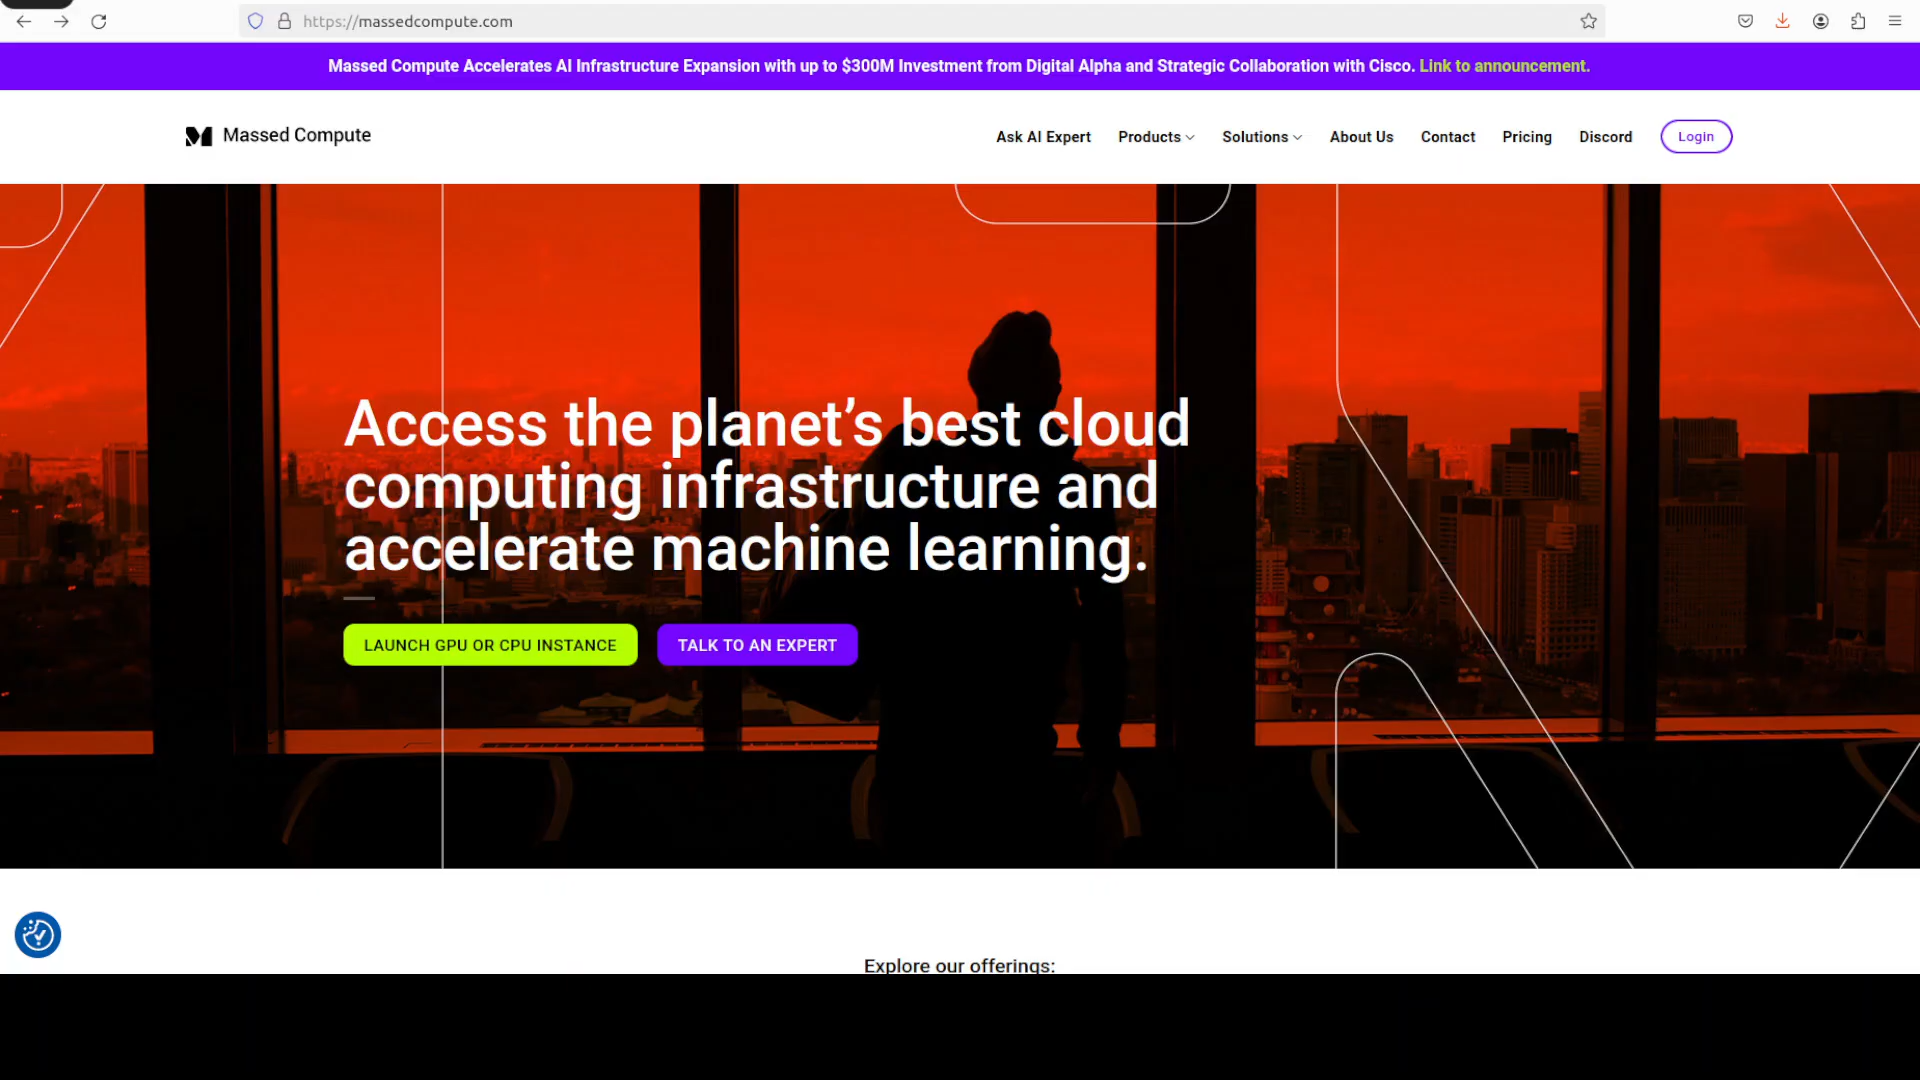 https://massedcompute.com
Massed Compute Accelerates AI Infrastructure Expansion with up to $300M Investment from Digital Alpha and Strategic Collaboration with Cisco. Link to announcement.
Massed Compute
Ask AI Expert Products Solutions About Us Contact Pricing Discord Login
Access the planet’s best cloud
computing infrastructure and
accelerate machine learning.
LAUNCH GPU OR CPU INSTANCE TALK TO AN EXPERT
Explore our offerings: